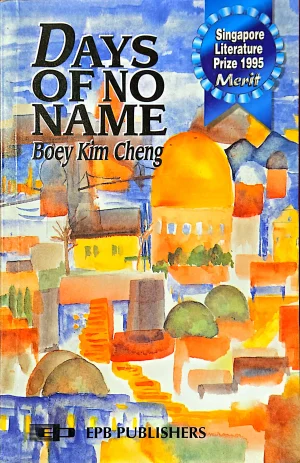 DAYS
OF NO
NAME
Boey Kim Cheng
Singapore
Literature
Prize 1995
Merit
EPB PUBLISHERS